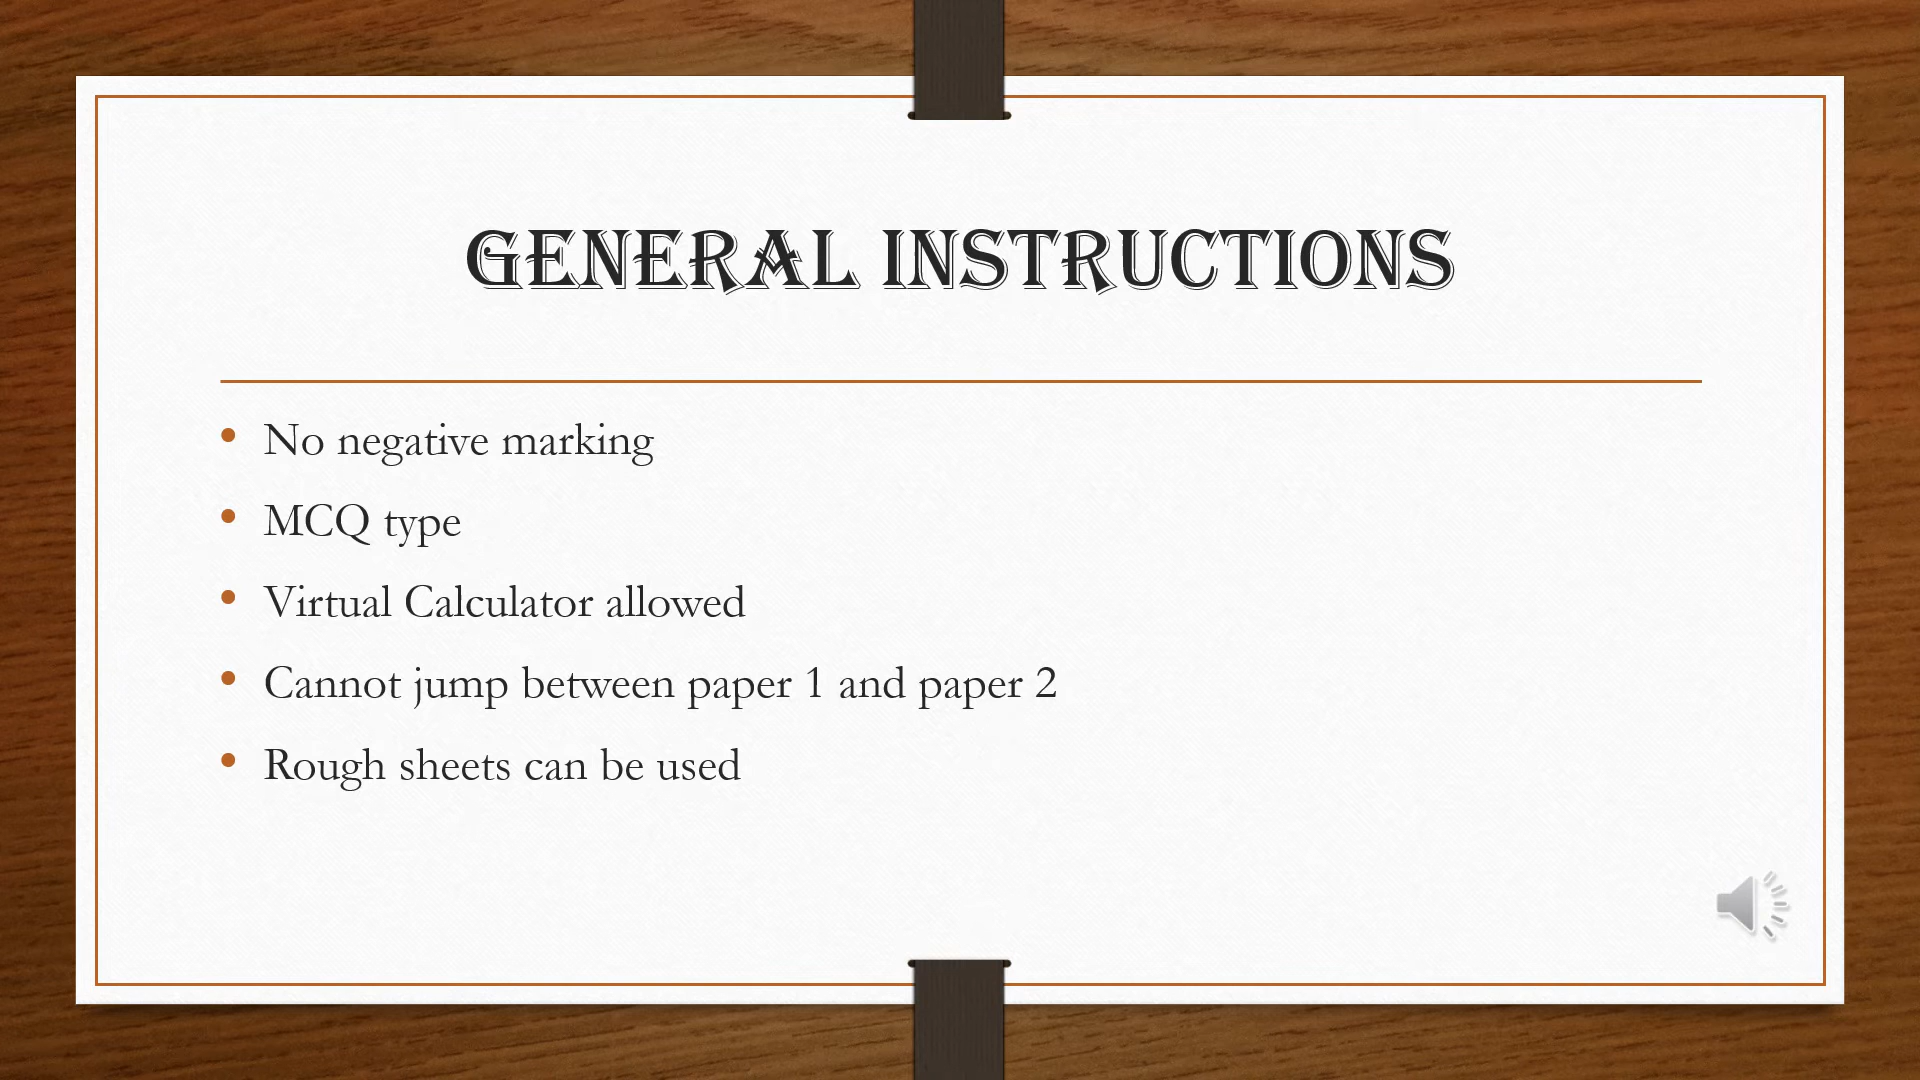 GENERAL INSTRUCTIONS
• No negative marking
• MCQ type
• Virtual Calculator allowed
• Cannot jump between paper 1 and paper 2
• Rough sheets can be used